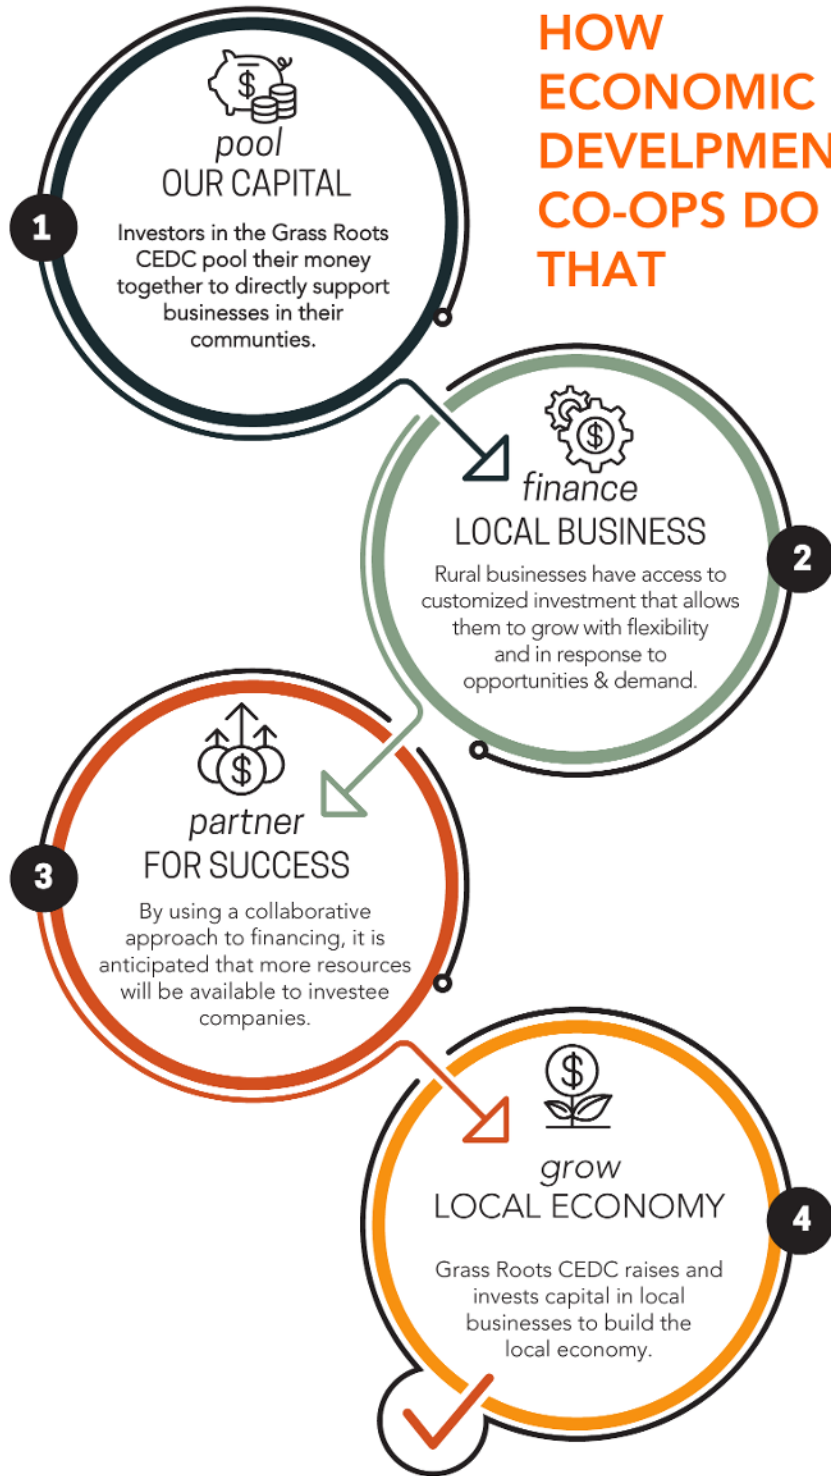 HOW
ECONOMIC
DEVELPMEN
CO-OPS DO
THAT
$
pool
OUR CAPITAL
1
Investors in the Grass Roots
CEDC pool their money
together to directly support
businesses in their
communties.
$
finance
LOCAL BUSINESS
2
Rural businesses have access to
customized investment that allows
them to grow with flexibility
and in response to
opportunities & demand.
$
partner
FOR SUCCESS
3
By using a collaborative
approach to financing, it is
anticipated that more resources
will be available to investee
companies.
$
grow
LOCAL ECONOMY
4
Grass Roots CEDC raises and
invests capital in local
businesses to build the
local economy.